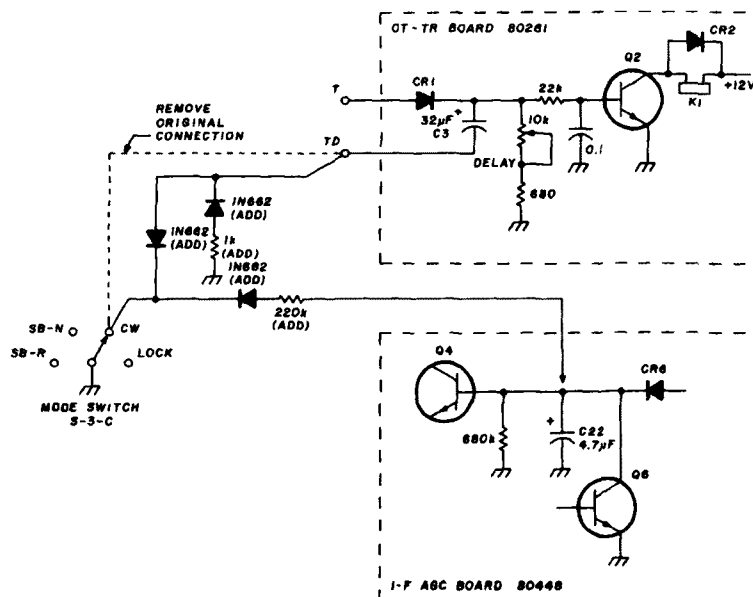 OT-TR BOARD 80261
CR2
Q2
+12V
K1
T
CR1
22k
32µF
+
C3
10k
0.1
REMOVE
ORIGINAL
CONNECTION
TD
DELAY
680
1N662
(ADD)
1N662
(ADD)
1k
(ADD)
1N662
(ADD)
220k
(ADD)
SB-N
CW
SB-R
LOCK
MODE SWITCH
S-3-C
Q4
CR6
680k
+
C22
4.7µF
Q6
I-F AGC BOARD 80448